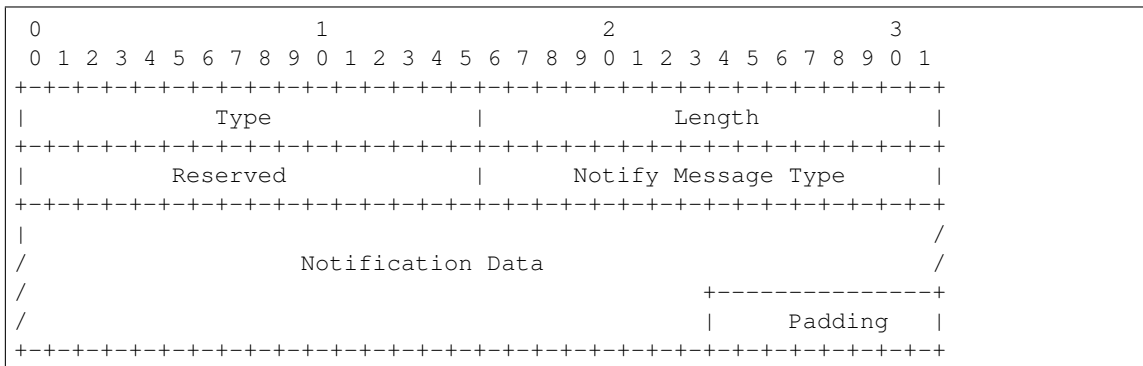 0                   1                   2                   3
 0 1 2 3 4 5 6 7 8 9 0 1 2 3 4 5 6 7 8 9 0 1 2 3 4 5 6 7 8 9 0 1
+-+-+-+-+-+-+-+-+-+-+-+-+-+-+-+-+-+-+-+-+-+-+-+-+-+-+-+-+-+-+-+-+
|             Type              |             Length            |
+-+-+-+-+-+-+-+-+-+-+-+-+-+-+-+-+-+-+-+-+-+-+-+-+-+-+-+-+-+-+-+-+
|          Reserved             |      Notify Message Type      |
+-+-+-+-+-+-+-+-+-+-+-+-+-+-+-+-+-+-+-+-+-+-+-+-+-+-+-+-+-+-+-+-+
|                                                               /
/                   Notification Data                           /
/                                               +---------------+
/                                               |     Padding   |
+-+-+-+-+-+-+-+-+-+-+-+-+-+-+-+-+-+-+-+-+-+-+-+-+-+-+-+-+-+-+-+-+